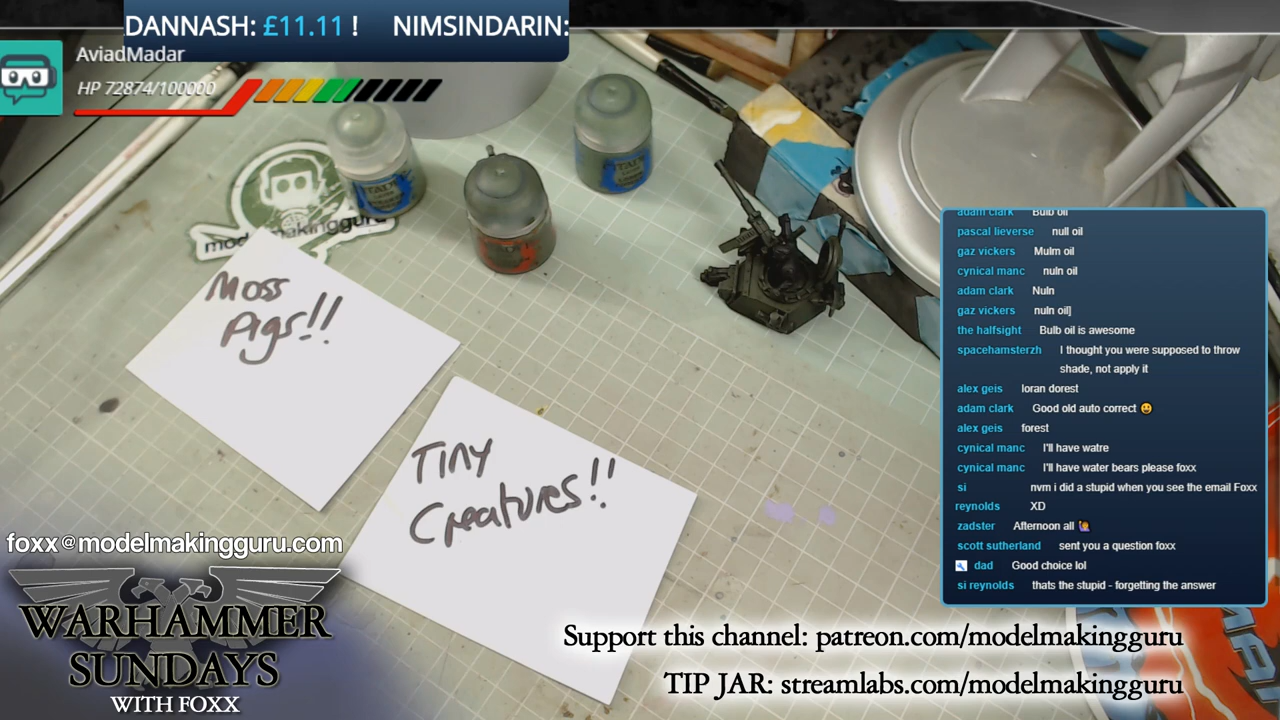 DANNASH: £11.11 ! NIMSINDARIN:
AviadMadar
HP 72874/100000
Moss
Pigs!!
Tiny
Creatures!!
adam clark Bulb oil
pascal lieverse null oil
gaz vickers Mulm oil
cynical manc nuln oil
adam clark Nuln
gaz vickers nuln oil]
the halfsight Bulb oil is awesome
spacehamsterzh I thought you were supposed to throw
shade, not apply it
alex geis loran dorest
adam clark Good old auto correct 😀
alex geis forest
cynical manc I'll have watre
cynical manc I'll have water bears please foxx
si nvm i did a stupid when you see the email Foxx
reynolds XD
zadster Afternoon all 🙋
scott sutherland sent you a question foxx
dad Good choice lol
si reynolds thats the stupid - forgetting the answer
foxx@modelmakingguru.com
WARHAMMER
SUNDAYS
WITH FOXX
Support this channel: patreon.com/modelmakingguru
TIP JAR: streamlabs.com/modelmakingguru